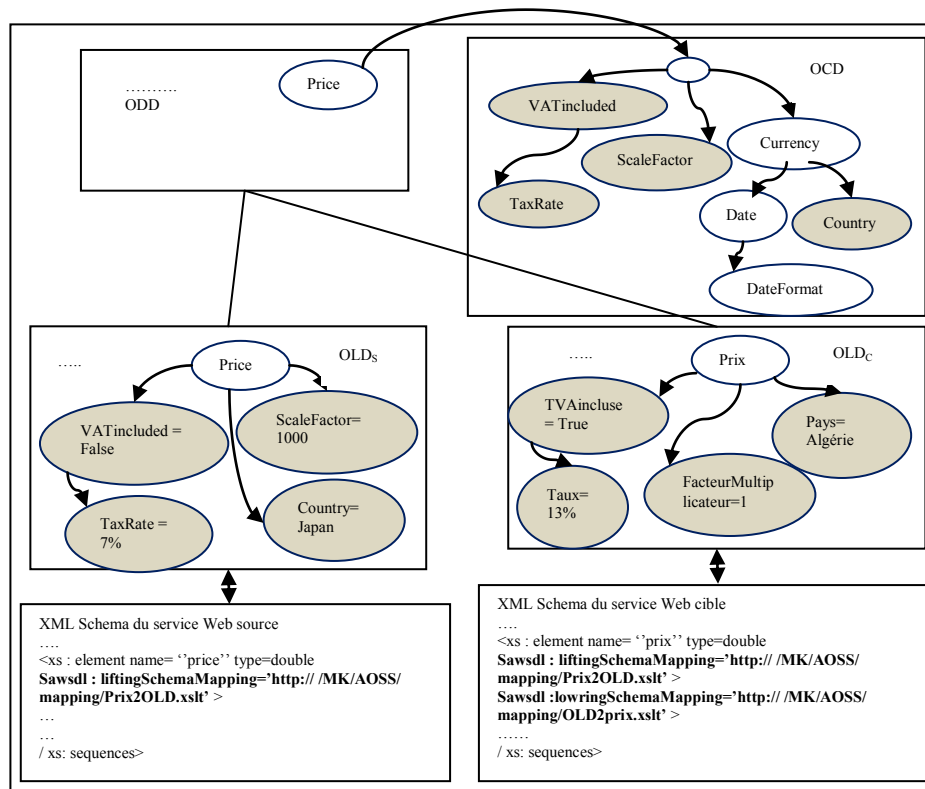 Price
……….
ODD
OCD
VATincluded
ScaleFactor
Currency
TaxRate
Date
Country
DateFormat
…..
Price
OLDS
VATincluded =
False
ScaleFactor=
1000
TaxRate =
7%
Country=
Japan
…..
Prix
OLDC
TVAincluse
= True
Pays=
Algérie
Taux=
13%
FacteurMultip
licateur=1
XML Schema du service Web source
….
<xs : element name= ‘’price’’ type=double
Sawsdl : liftingSchemaMapping=’http:// /MK/AOSS/
mapping/Prix2OLD.xslt’ >
…
…
/ xs: sequences>
XML Schema du service Web cible
….
<xs : element name= ‘’prix’’ type=double
Sawsdl : liftingSchemaMapping=’http:// /MK/AOSS/
mapping/Prix2OLD.xslt’ >
Sawsdl :lowringSchemaMapping=’http:// /MK/AOSS/
mapping/OLD2prix.xslt’ >
……
/ xs: sequences>